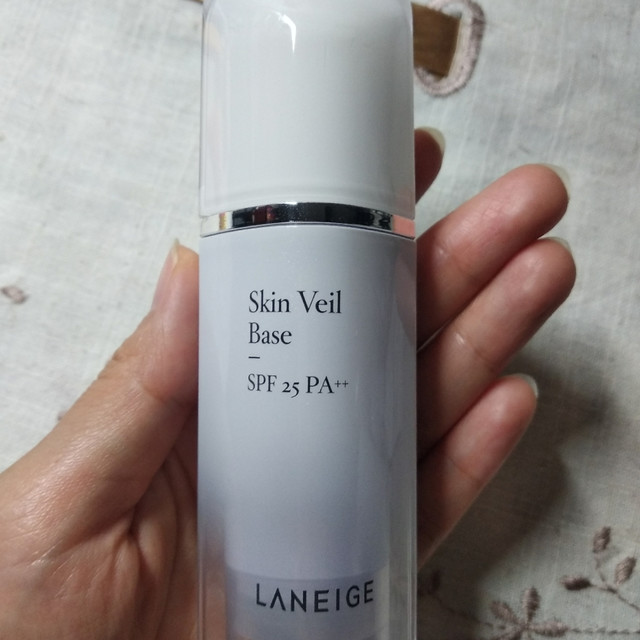 Skin Veil
Base
–
SPF 25 PA++
LANEIGE